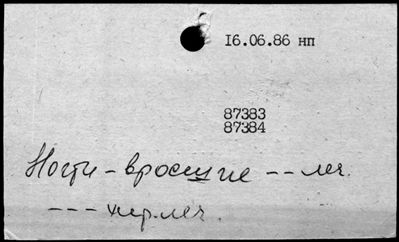 16.06.86 нп
87383
87384
Ногти - вросшие -- леч.
--- хир. леч.